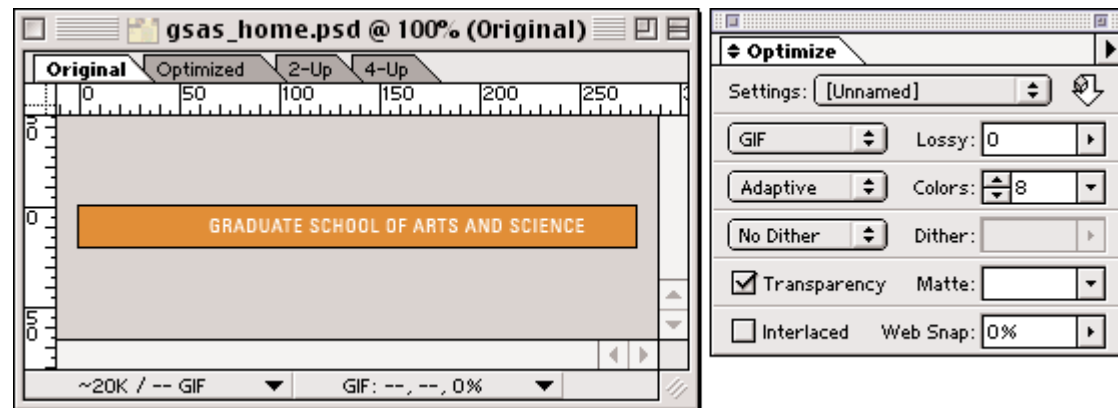 gsas_home.psd @ 100% (Original)
Original Optimized 2-Up 4-Up
0 50 100 150 200 250
0
GRADUATE SCHOOL OF ARTS AND SCIENCE
50
~20K / -- GIF GIF: --, --, 0%
Optimize
Settings: [Unnamed]
GIF Lossy: 0
Adaptive Colors: 8
No Dither Dither:
Transparency Matte:
Interlaced Web Snap: 0%